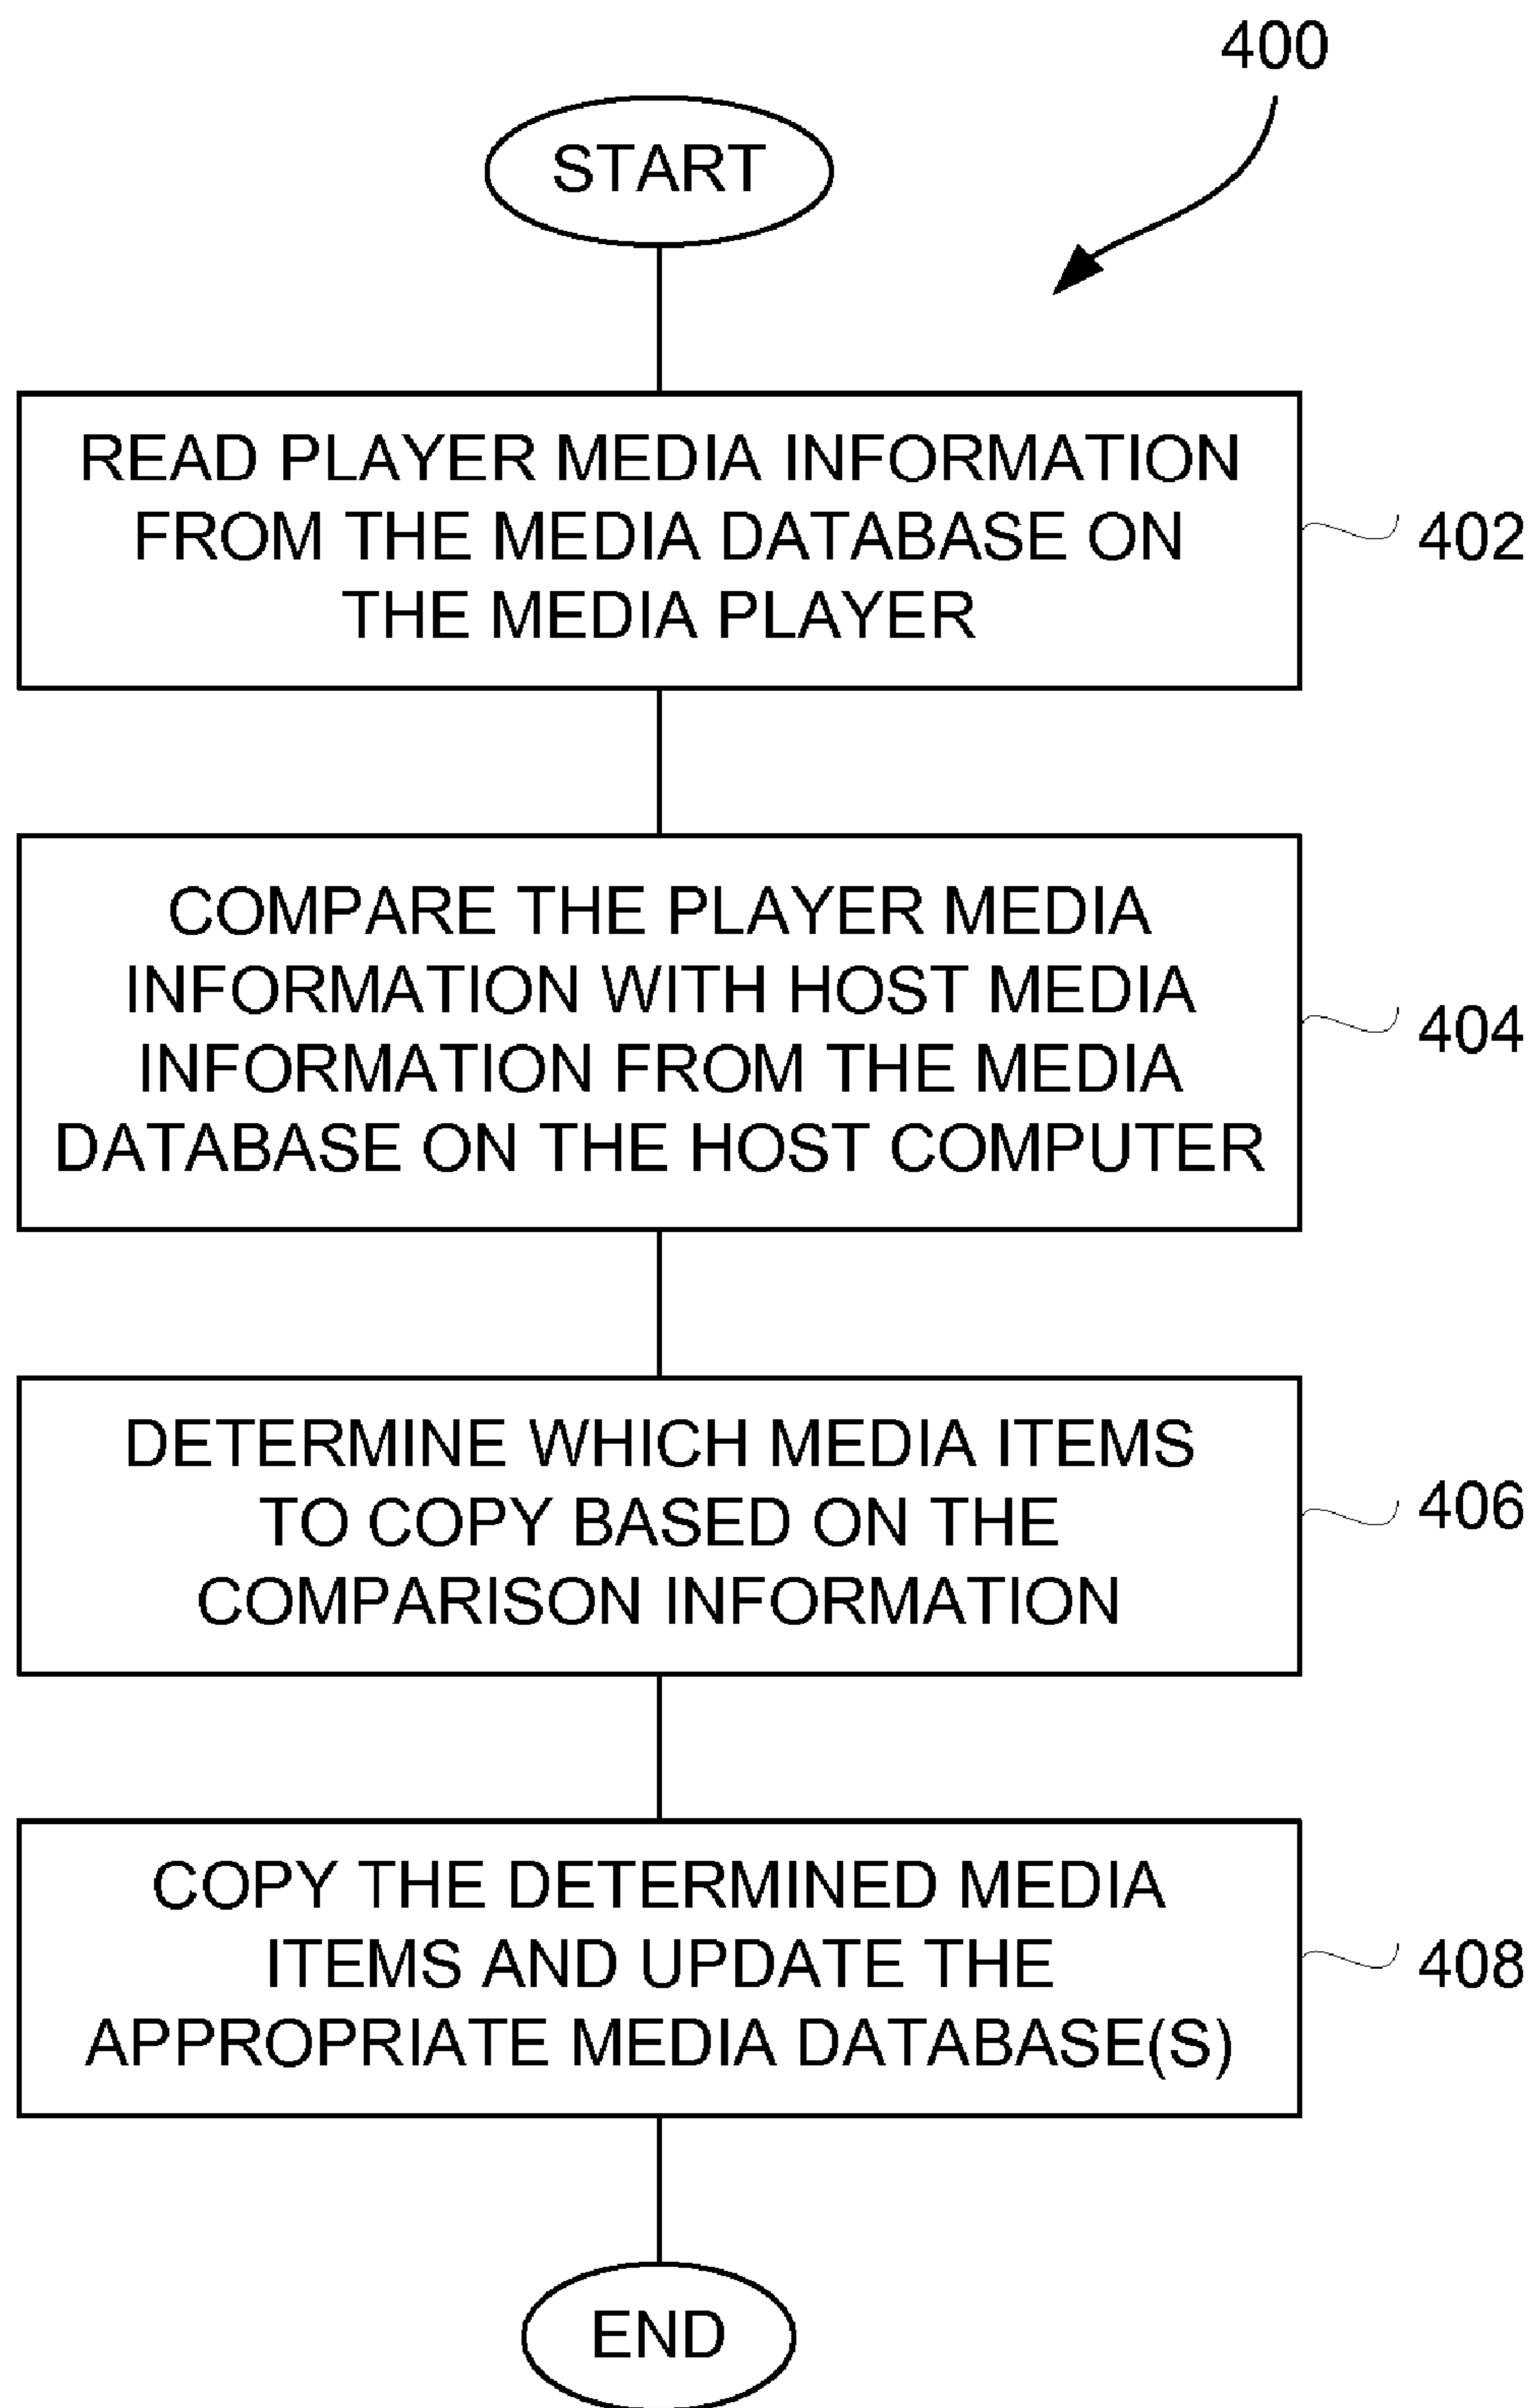 400
START
READ PLAYER MEDIA INFORMATION
FROM THE MEDIA DATABASE ON
THE MEDIA PLAYER
402
COMPARE THE PLAYER MEDIA
INFORMATION WITH HOST MEDIA
INFORMATION FROM THE MEDIA
DATABASE ON THE HOST COMPUTER
404
DETERMINE WHICH MEDIA ITEMS
TO COPY BASED ON THE
COMPARISON INFORMATION
406
COPY THE DETERMINED MEDIA
ITEMS AND UPDATE THE
APPROPRIATE MEDIA DATABASE(S)
408
END